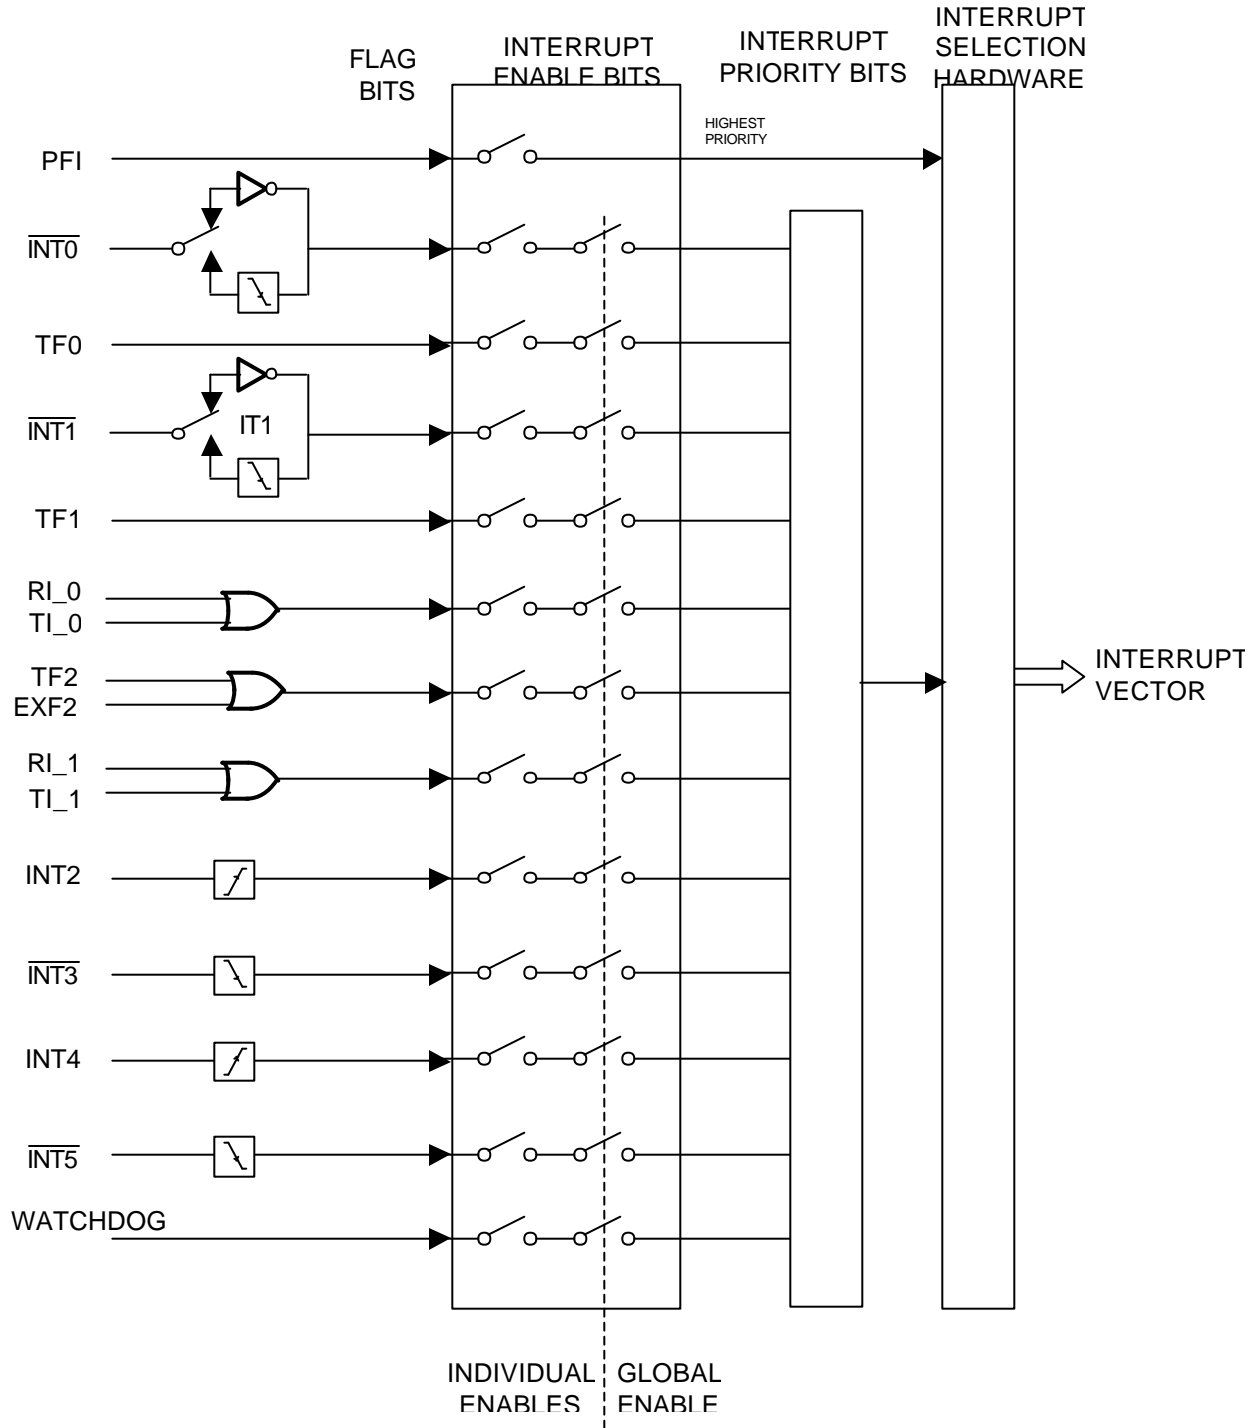 FLAG
BITS
INTERRUPT
ENABLE BITS
INTERRUPT
PRIORITY BITS
INTERRUPT
SELECTION
HARDWARE
HIGHEST
PRIORITY
PFI
INT0
TF0
INT1
IT1
TF1
RI_0
TI_0
TF2
EXF2
RI_1
TI_1
INT2
INT3
INT4
INT5
WATCHDOG
INTERRUPT
VECTOR
INDIVIDUAL
ENABLES
GLOBAL
ENABLE